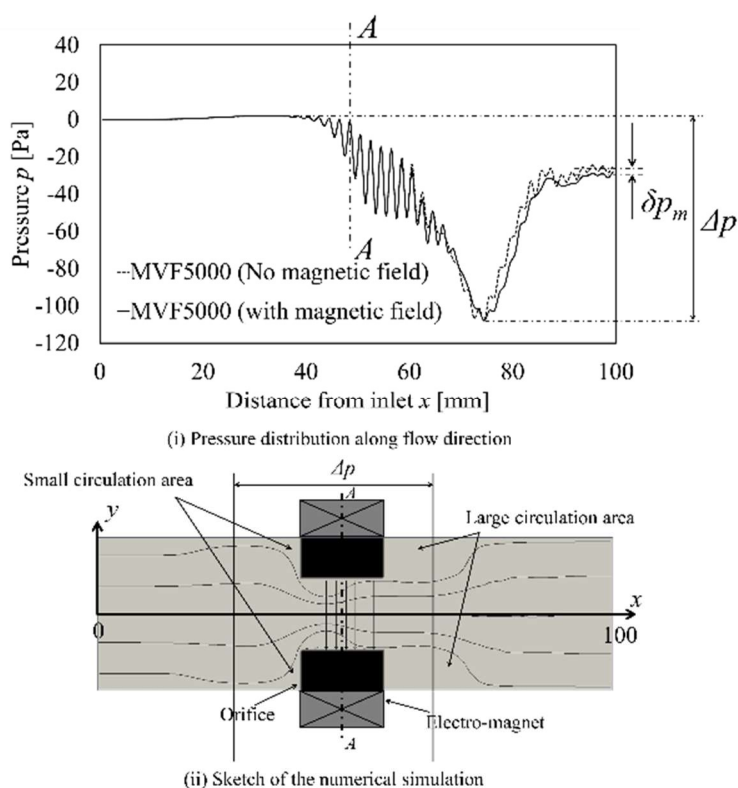 A
40
20
0
-20
-40
-60
-80
-100
-120
Pressure p [Pa]
A
δpₘ
Δp
---MVF5000 (No magnetic field)
—MVF5000 (with magnetic field)
0 20 40 60 80 100
Distance from inlet x [mm]
(i) Pressure distribution along flow direction
Δp
Small circulation area
A
Large circulation area
y
x
0
100
Orifice
Electro-magnet
A
(ii) Sketch of the numerical simulation